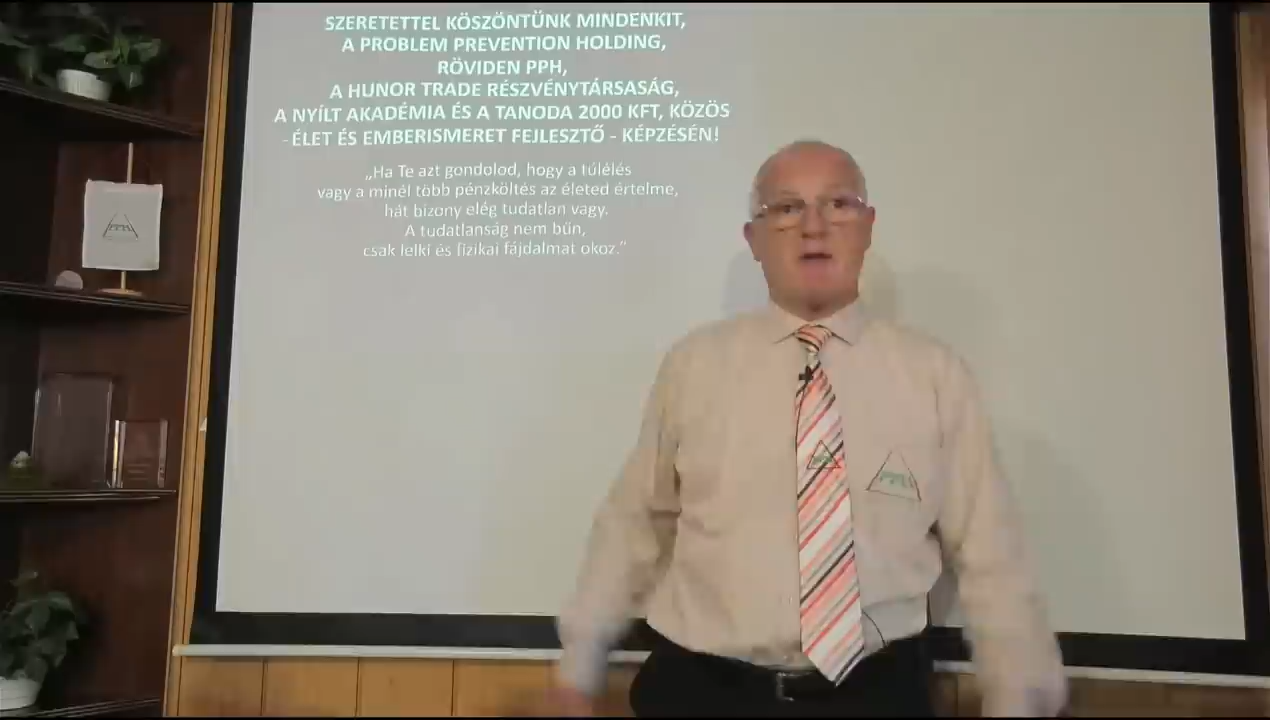 SZERETETTEL KÖSZÖNTÜNK MINDENKIT,
A PROBLEM PREVENTION HOLDING,
RÖVIDEN PPH,
A HUNOR TRADE RÉSZVÉNYTÁRSASÁG,
A NYÍLT AKADÉMIA ÉS A TANODA 2000 KFT, KÖZÖS
- ÉLET ÉS EMBERISMERET FEJLESZTŐ - KÉPZÉSÉN!
„Ha Te azt gondolod, hogy a túlélés
vagy a minél több pénzköltés az életed értelme,
hát bizony elég tudatlan vagy.
A tudatlanság nem bűn,
csak lelki és fizikai fájdalmat okoz.”